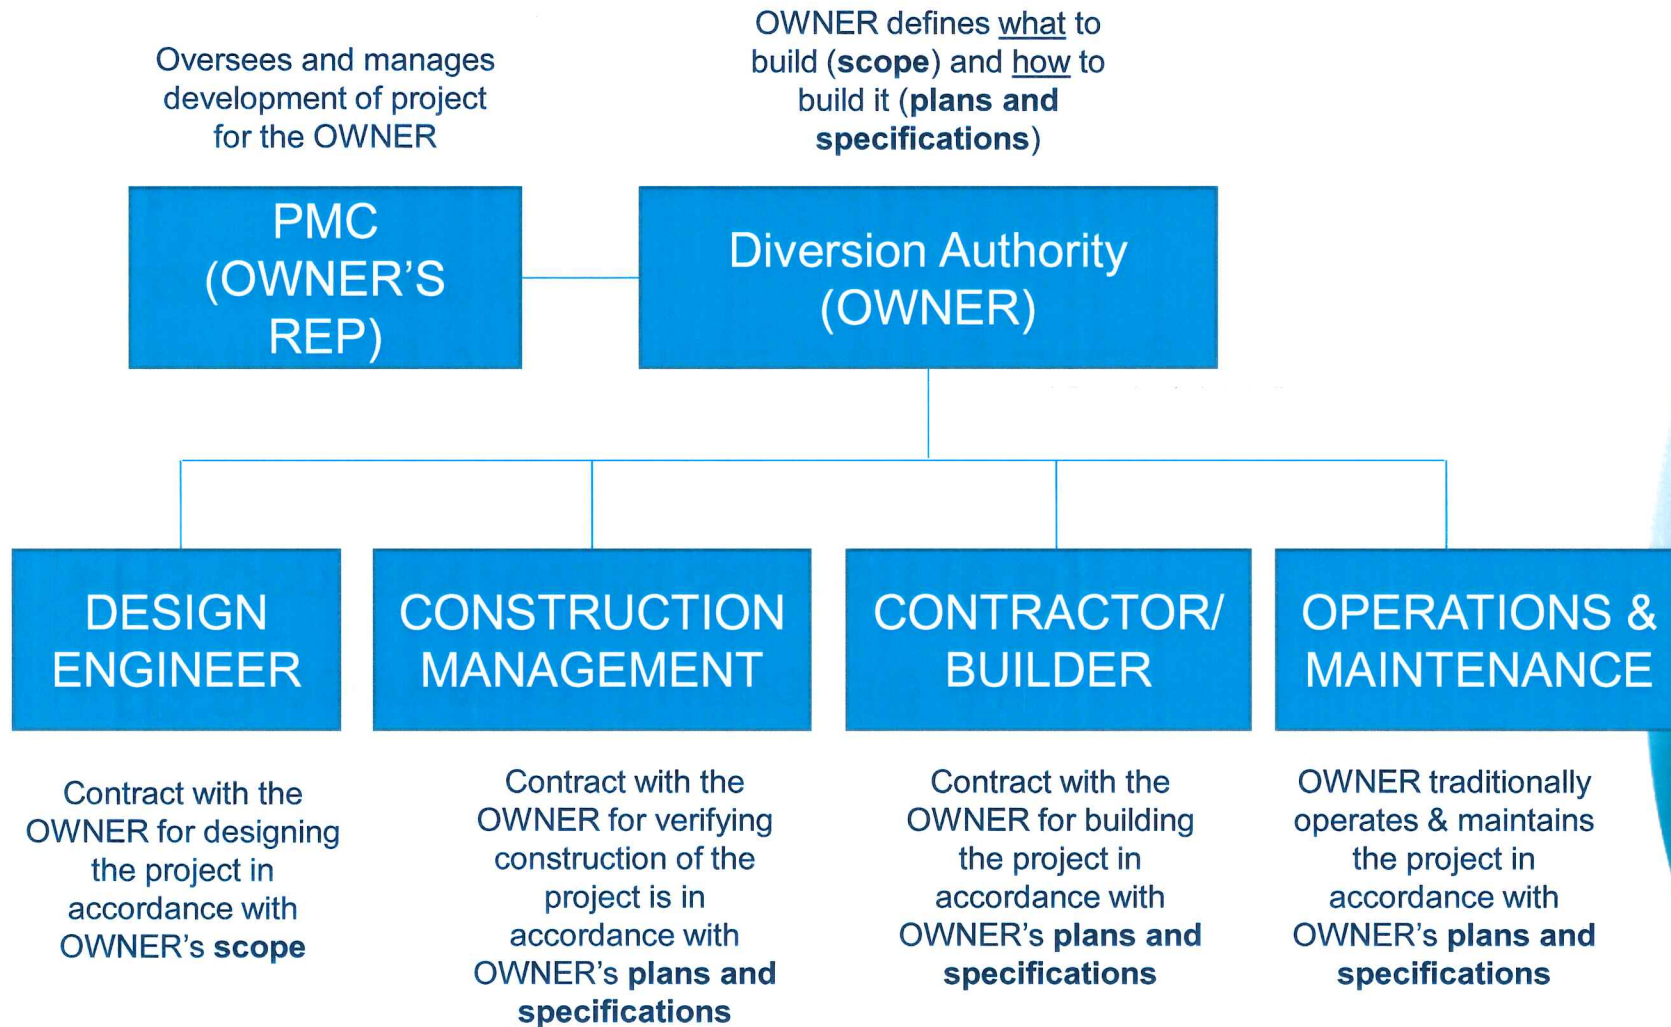 Oversees and manages
development of project
for the OWNER
OWNER defines what to
build (scope) and how to
build it (plans and
specifications)
PMC
(OWNER'S
REP)
Diversion Authority
(OWNER)
DESIGN
ENGINEER
Contract with the
OWNER for designing
the project in
accordance with
OWNER's scope
CONSTRUCTION
MANAGEMENT
Contract with the
OWNER for verifying
construction of the
project is in
accordance with
OWNER's plans and
specifications
CONTRACTOR/
BUILDER
Contract with the
OWNER for building
the project in
accordance with
OWNER's plans and
specifications
OPERATIONS &
MAINTENANCE
OWNER traditionally
operates & maintains
the project in
accordance with
OWNER's plans and
specifications